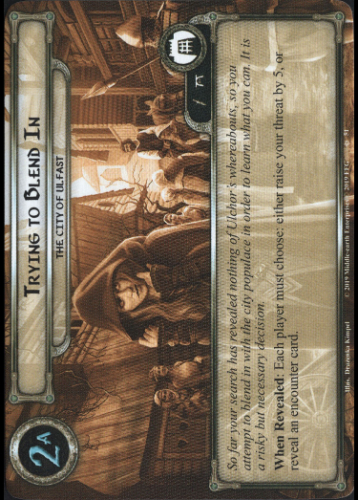 2A
TRYING TO BLEND IN
THE CITY OF ULFAST
So far your search has revealed nothing of Ulchor's whereabouts, so you
attempt to blend in with the city populace in order to learn what you can. It is
a risky but necessary decision.
When Revealed: Each player must choose: either raise your threat by 5, or
reveal an encounter card.
Illus. Drazenka Kimpel
© 2019 Middle-earth Enterprises 2019 FFG
51